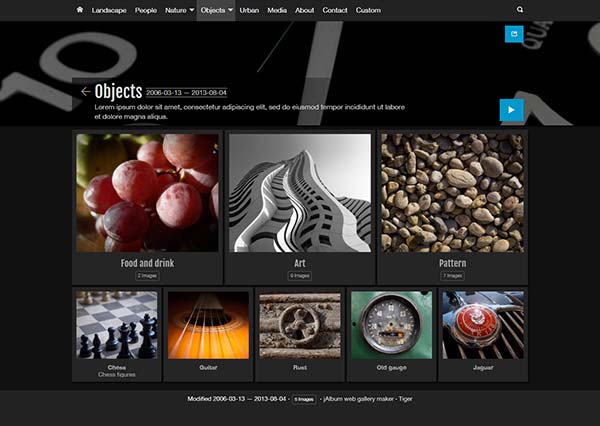 Landscape People Nature Objects Urban Media About Contact Custom
10
QUA
1
Objects 2006-03-13 — 2013-08-04
Lorem ipsum dolor sit amet, consectetur adipiscing elit, sed do eiusmod tempor incididunt ut labore
et dolore magna aliqua.
Food and drink
2 Images
Art
Pattern
7 Images
Chess
Chess figures
Guitar
Rust
Old gauge
Jaguar
Modified 2006-03-13 — 2013-08-04 · 5 Images · jAlbum web gallery maker - Tiger